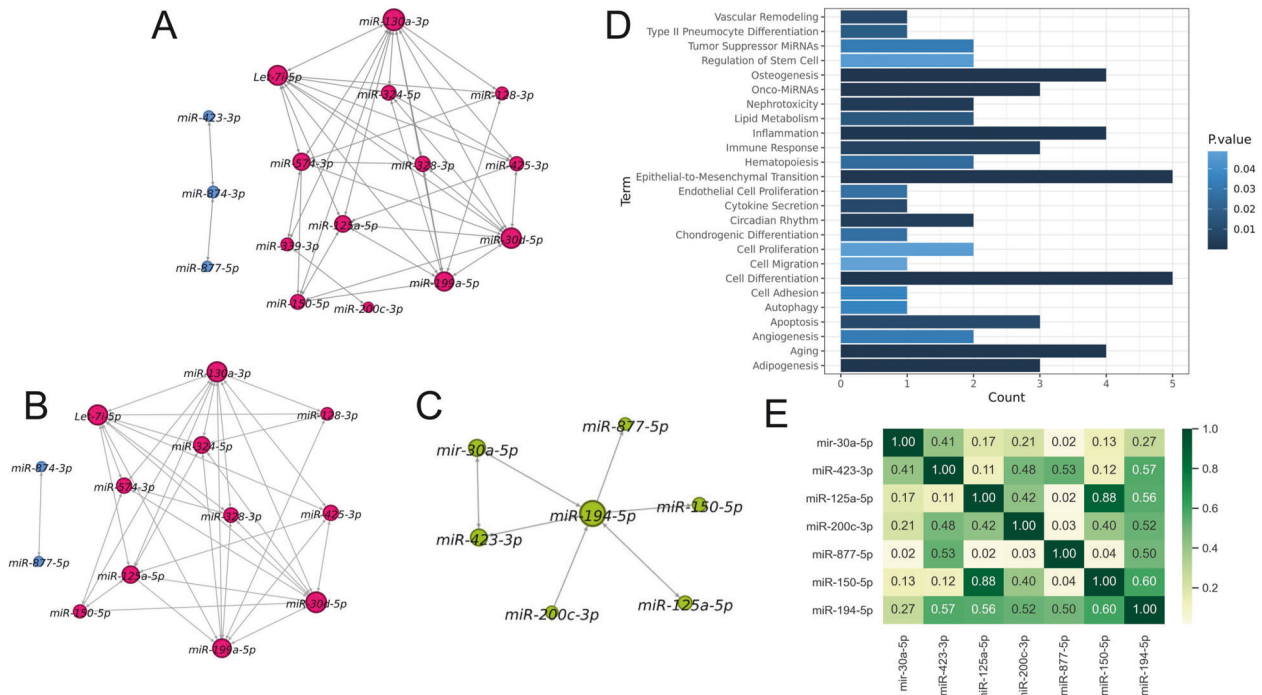 A
miR-130a-3p
Let-7i-5p
miR-324-5p
miR-128-3p
miR-423-3p
miR-574-3p
miR-328-3p
miR-425-3p
miR-874-3p
miR-125a-5p
miR-339-3p
miR-30d-5p
miR-877-5p
miR-199a-5p
miR-150-5p
miR-200c-3p
D
Term
Vascular Remodeling
Type II Pneumocyte Differentiation
Tumor Suppressor MiRNAs
Regulation of Stem Cell
Osteogenesis
Onco-MiRNAs
Nephrotoxicity
Lipid Metabolism
Inflammation
Immune Response
Hematopoiesis
Epithelial-to-Mesenchymal Transition
Endothelial Cell Proliferation
Cytokine Secretion
Circadian Rhythm
Chondrogenic Differentiation
Cell Proliferation
Cell Migration
Cell Differentiation
Cell Adhesion
Autophagy
Apoptosis
Angiogenesis
Aging
Adipogenesis
0 1 2 3 4 5
Count
P.value
0.04
0.03
0.02
0.01
B
miR-130a-3p
Let-7i-5p
miR-128-3p
miR-324-5p
miR-874-3p
miR-574-3p
miR-328-3p
miR-425-3p
miR-877-5p
miR-125a-5p
miR-150-5p
miR-30d-5p
miR-199a-5p
C
miR-877-5p
mir-30a-5p
miR-194-5p
miR-150-5p
miR-423-3p
miR-200c-3p
miR-125a-5p
E
mir-30a-5p 1.00 0.41 0.17 0.21 0.02 0.13 0.27
miR-423-3p 0.41 1.00 0.11 0.48 0.53 0.12 0.57
miR-125a-5p 0.17 0.11 1.00 0.42 0.02 0.88 0.56
miR-200c-3p 0.21 0.48 0.42 1.00 0.03 0.40 0.52
miR-877-5p 0.02 0.53 0.02 0.03 1.00 0.04 0.50
miR-150-5p 0.13 0.12 0.88 0.40 0.04 1.00 0.60
miR-194-5p 0.27 0.57 0.56 0.52 0.50 0.60 1.00
mir-30a-5p miR-423-3p miR-125a-5p miR-200c-3p miR-877-5p miR-150-5p miR-194-5p
1.0
0.8
0.6
0.4
0.2